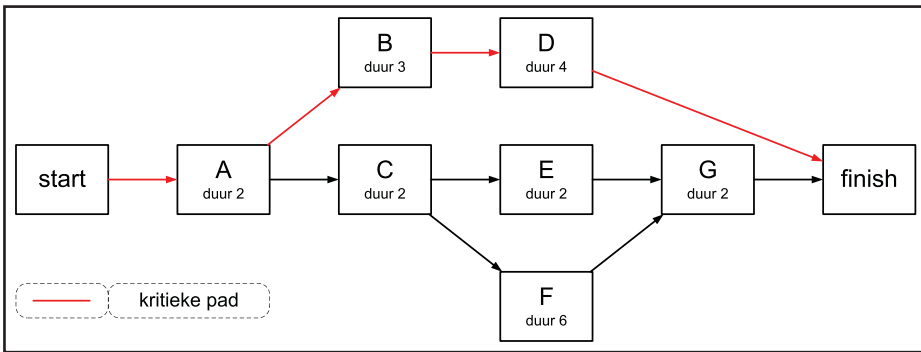 B
duur 3
D
duur 4
start
A
duur 2
C
duur 2
E
duur 2
G
duur 2
finish
F
duur 6
kritieke pad